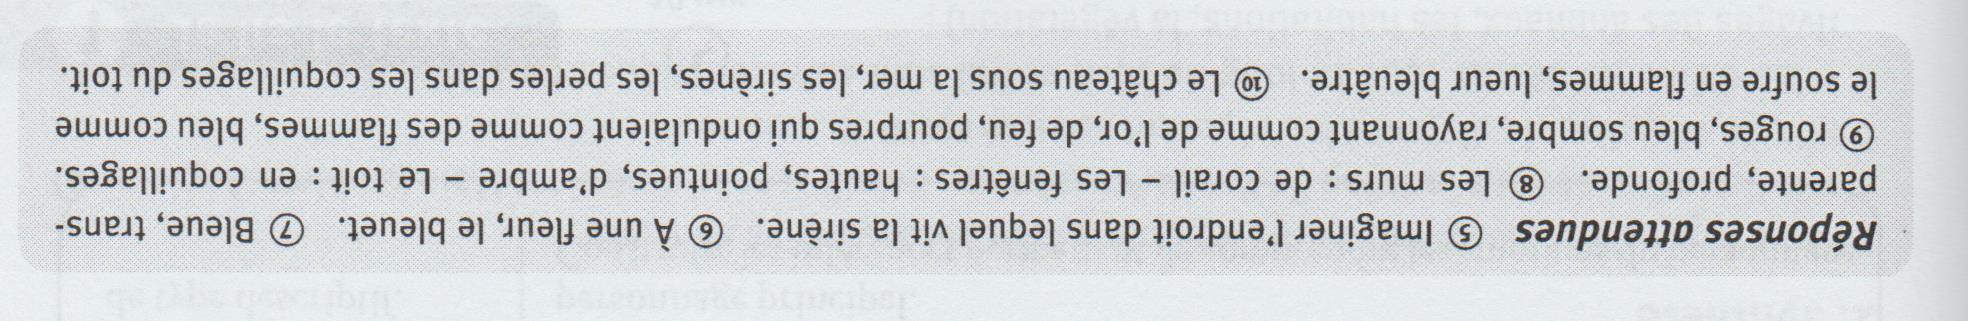 Réponses attendues ⑤ Imaginer l'endroit dans lequel vit la sirène. ⑥ À une fleur, le bleuet. ⑦ Bleue, trans-
parente, profonde. ⑧ Les murs : de corail – Les fenêtres : hautes, pointues, d'ambre – Le toit : en coquillages.
⑨ rouges, bleu sombre, rayonnant comme de l'or, de feu, pourpres qui ondulaient comme des flammes, bleu comme
le soufre en flammes, lueur bleuâtre. ⑩ Le château sous la mer, les sirènes, les perles dans les coquillages du toit.